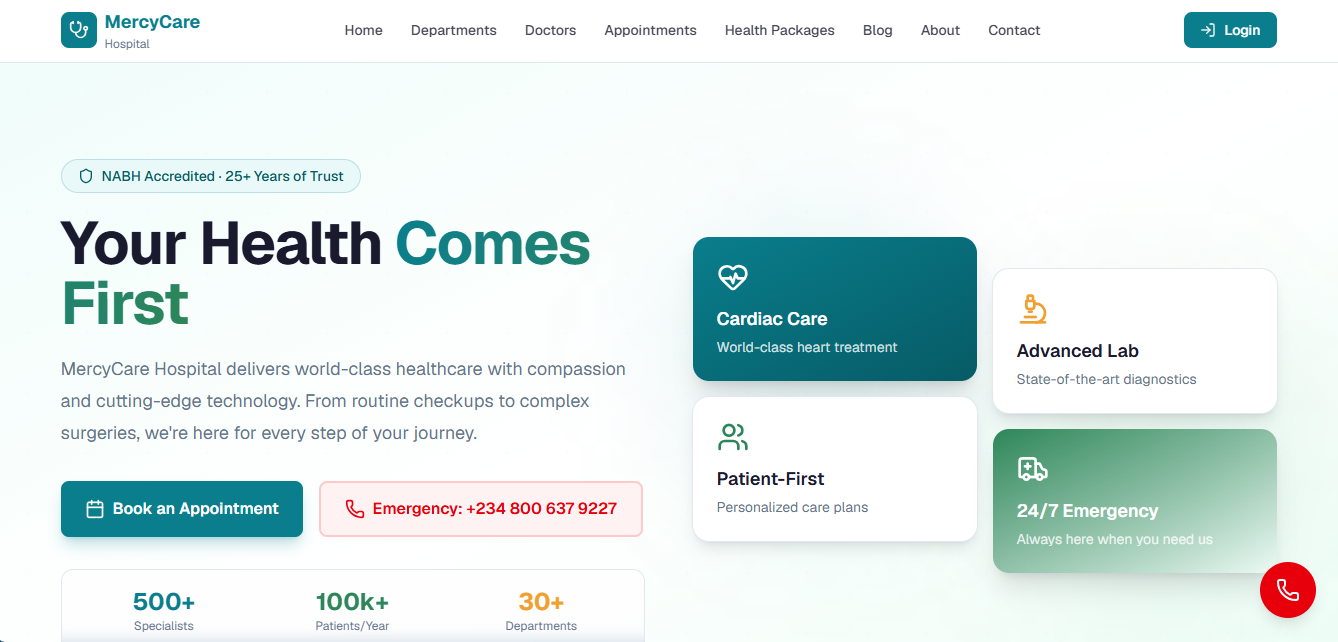 MercyCare
Hospital
Home
Departments
Doctors
Appointments
Health Packages
Blog
About
Contact
Login
NABH Accredited · 25+ Years of Trust
Your Health Comes
First
MercyCare Hospital delivers world-class healthcare with compassion
and cutting-edge technology. From routine checkups to complex
surgeries, we're here for every step of your journey.
Book an Appointment
Emergency: +234 800 637 9227
500+
Specialists
100k+
Patients/Year
30+
Departments
Cardiac Care
World-class heart treatment
Patient-First
Personalized care plans
Advanced Lab
State-of-the-art diagnostics
24/7 Emergency
Always here when you need us